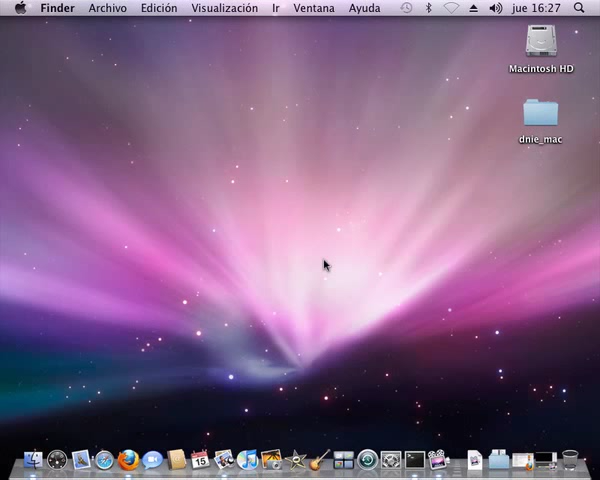 Finder Archivo Edición Visualización Ir Ventana Ayuda jue 16:27
Macintosh HD
dnie_mac
15